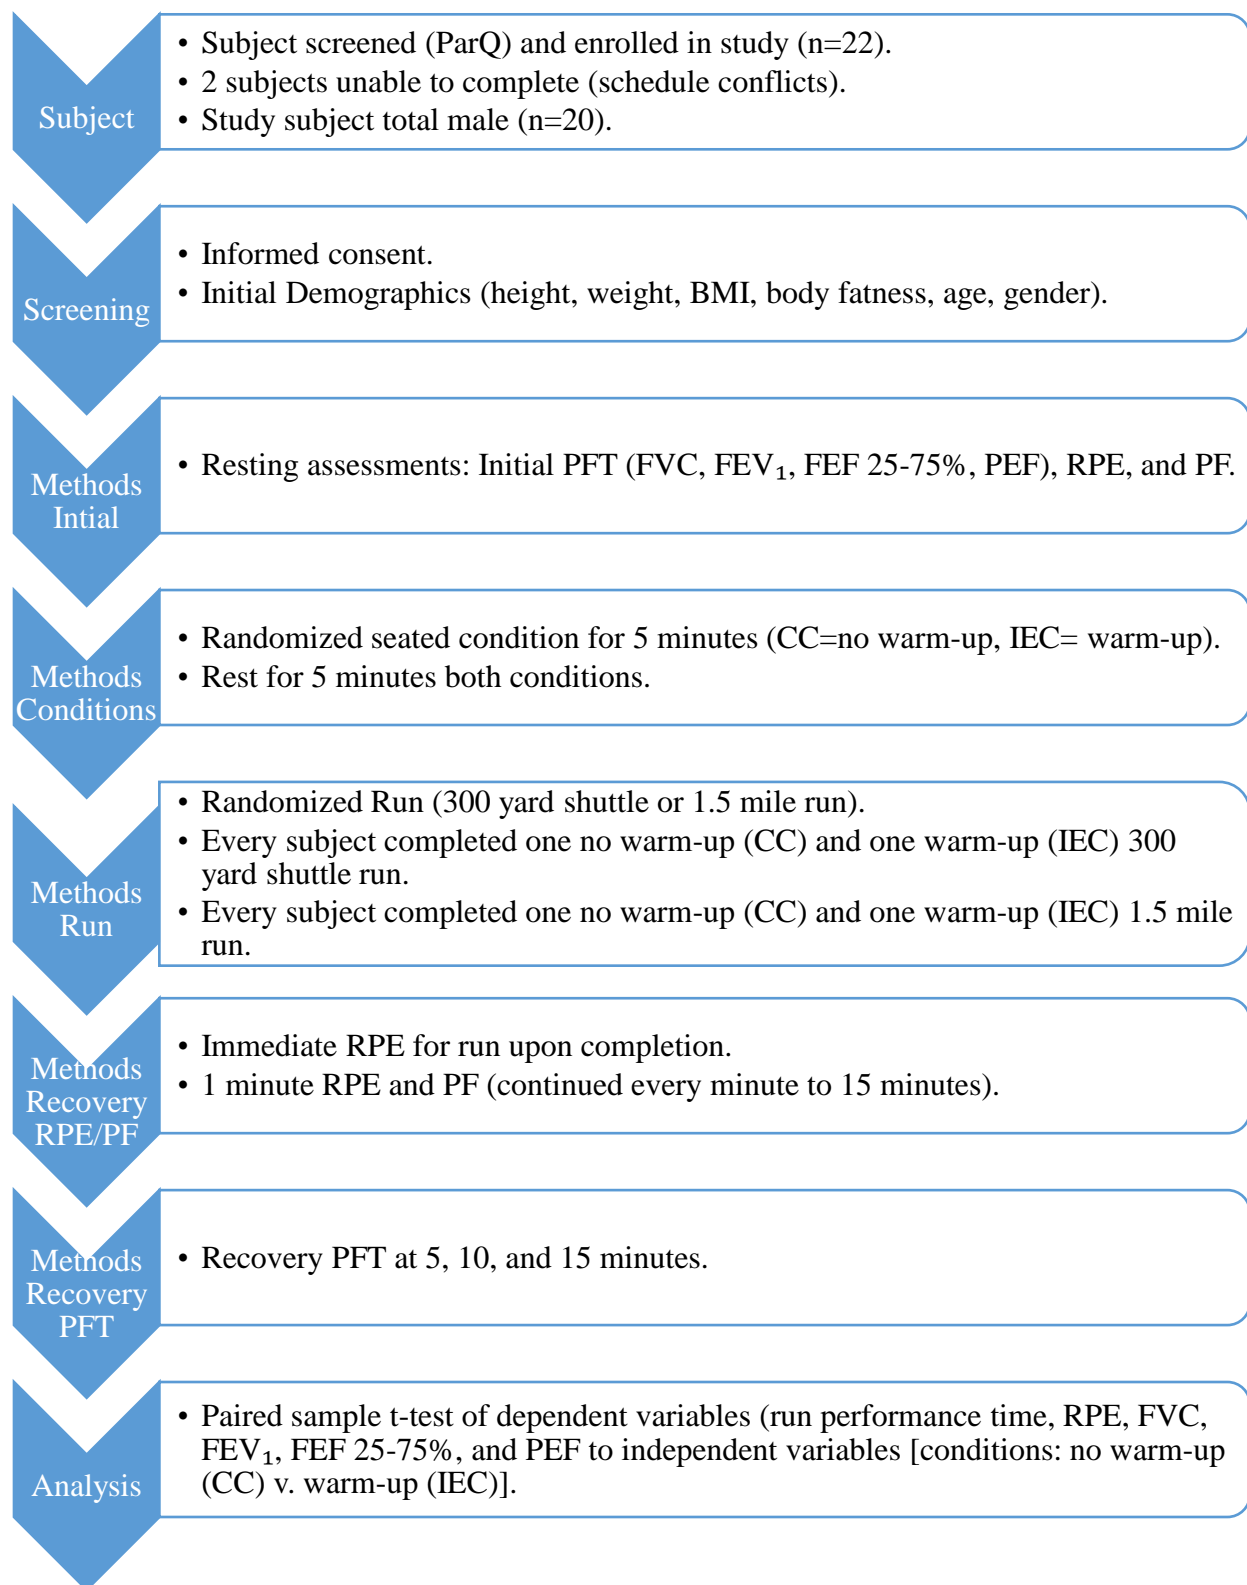 Subject
• Subject screened (ParQ) and enrolled in study (n=22).
• 2 subjects unable to complete (schedule conflicts).
• Study subject total male (n=20).
Screening
• Informed consent.
• Initial Demographics (height, weight, BMI, body fatness, age, gender).
Methods
Intial
• Resting assessments: Initial PFT (FVC, FEV₁, FEF 25-75%, PEF), RPE, and PF.
Methods
Conditions
• Randomized seated condition for 5 minutes (CC=no warm-up, IEC= warm-up).
• Rest for 5 minutes both conditions.
Methods
Run
• Randomized Run (300 yard shuttle or 1.5 mile run).
• Every subject completed one no warm-up (CC) and one warm-up (IEC) 300
yard shuttle run.
• Every subject completed one no warm-up (CC) and one warm-up (IEC) 1.5 mile
run.
Methods
Recovery
RPE/PF
• Immediate RPE for run upon completion.
• 1 minute RPE and PF (continued every minute to 15 minutes).
Methods
Recovery
PFT
• Recovery PFT at 5, 10, and 15 minutes.
Analysis
• Paired sample t-test of dependent variables (run performance time, RPE, FVC,
FEV₁, FEF 25-75%, and PEF to independent variables [conditions: no warm-up
(CC) v. warm-up (IEC)].